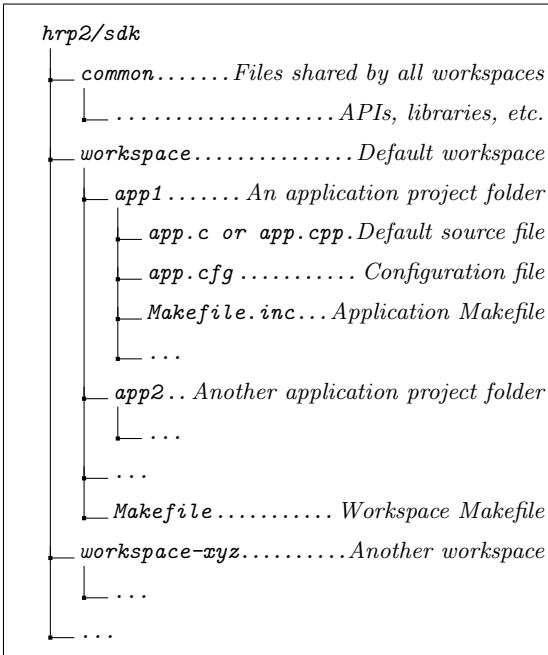 hrp2/sdk
common.......Files shared by all workspaces
....................APIs, libraries, etc.
workspace...............Default workspace
app1.......An application project folder
app.c or app.cpp.Default source file
app.cfg...........Configuration file
Makefile.inc...Application Makefile
...
app2..Another application project folder
...
...
Makefile...........Workspace Makefile
workspace-xyz..........Another workspace
...
...